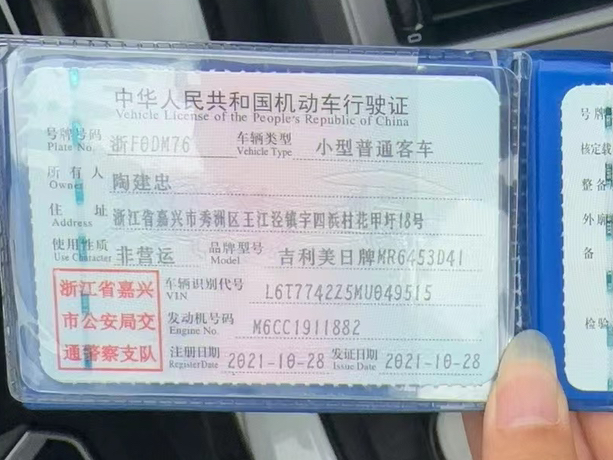 中华人民共和国机动车行驶证
Vehicle License of the People's Republic of China
号牌号码 浙F0DM76 车辆类型 小型普通客车
Plate No. Vehicle Type
所有人 陶建忠
Owner
住址 浙江省嘉兴市秀洲区王江泾镇字四浜村花甲圩18号
Address
使用性质 非营运 品牌型号 吉利美日牌MR6453D41
Use Character Model
浙江省嘉兴
市公安局交
通警察支队
车辆识别代号 L6T7742Z5MU049515
VIN
发动机号码 M6CC1911882
Engine No.
注册日期 2021-10-28 发证日期 2021-10-28
Register Date Issue Date
号牌
核定载
整备
外廓
备
检验